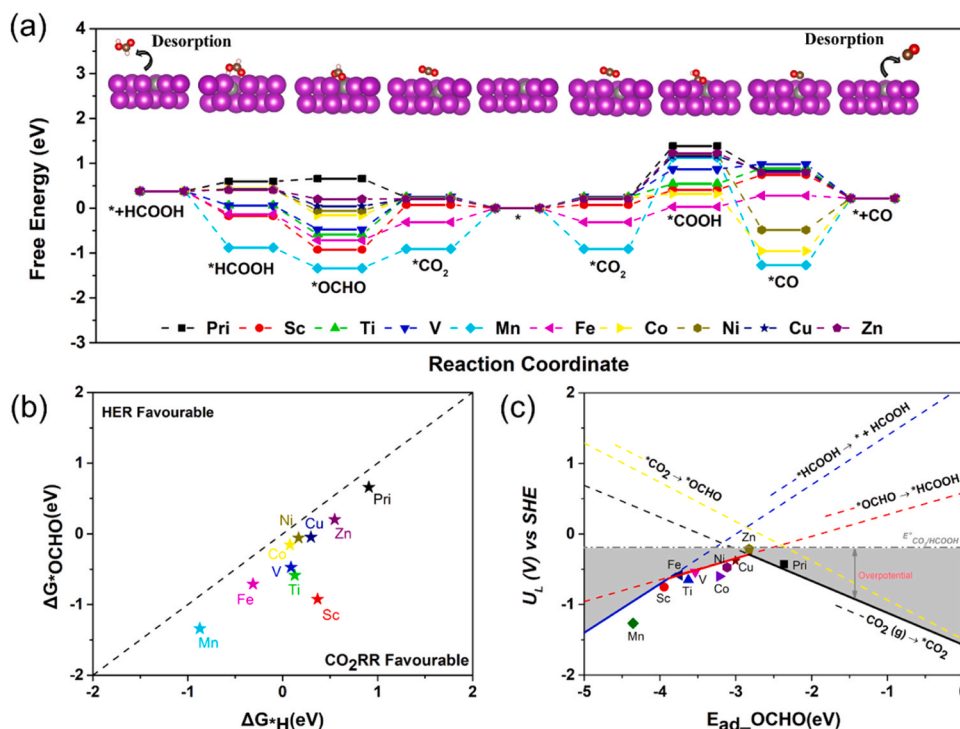 (a)
4
3
2
1
0
-1
-2
-3
Free Energy (eV)
Desorption
Desorption
*+HCOOH
*HCOOH
*OCHO
*CO₂
*
*CO₂
*COOH
*CO
*+CO
Pri Sc Ti V Mn Fe Co Ni Cu Zn
Reaction Coordinate
(b)
HER Favourable
2
1
0
-1
-2
ΔG*OCHO(eV)
Pri
Zn
Ni
Cu
Co
V
Ti
Fe
Sc
Mn
CO₂RR Favourable
-2 -1 0 1 2
ΔG*H(eV)
(c)
2
1
0
-1
-2
U_L (V) vs SHE
*CO₂ → *OCHO
*HCOOH → * + HCOOH
*OCHO → *HCOOH
E°CO₂/HCOOH
Zn
Ni
Cu
Pri
Fe
V
Ti
Co
Sc
Mn
Overpotential
CO₂ (g) → *CO₂
-5 -4 -3 -2 -1 0
E_ad_OCHO(eV)